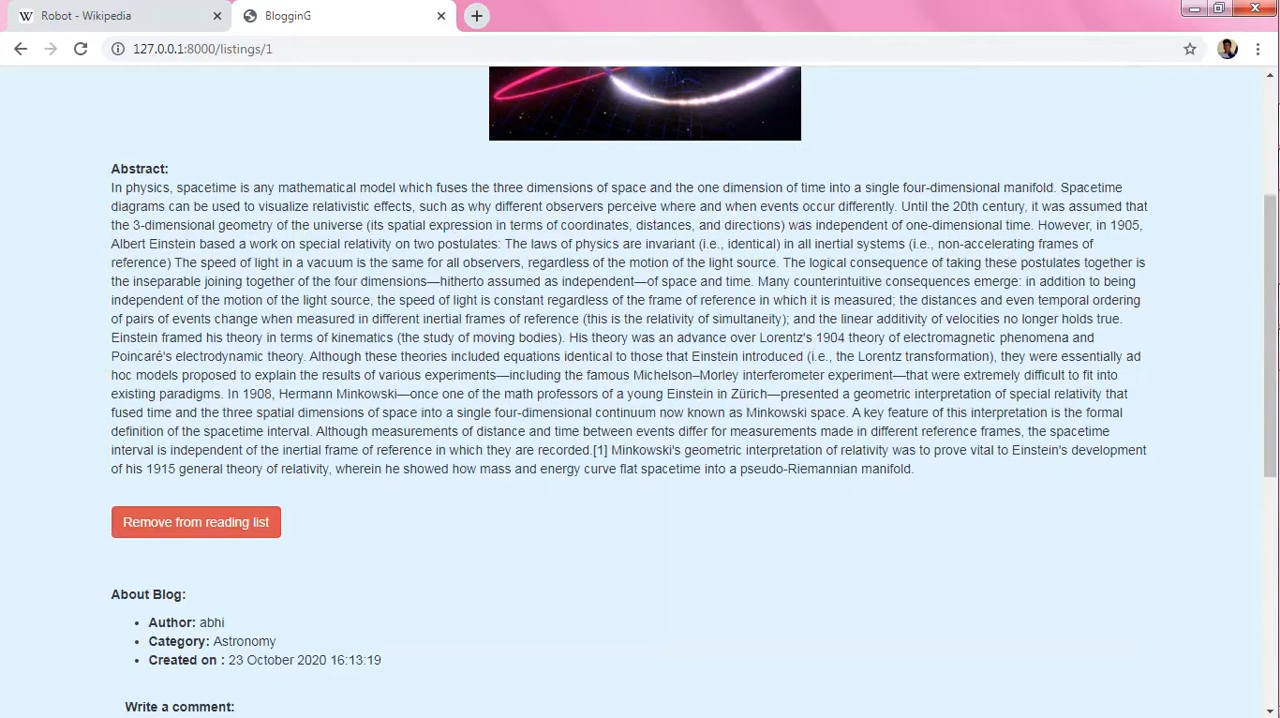 W Robot - Wikipedia
BloggingG
127.0.0.1:8000/listings/1
Abstract:
In physics, spacetime is any mathematical model which fuses the three dimensions of space and the one dimension of time into a single four-dimensional manifold. Spacetime
diagrams can be used to visualize relativistic effects, such as why different observers perceive where and when events occur differently. Until the 20th century, it was assumed that
the 3-dimensional geometry of the universe (its spatial expression in terms of coordinates, distances, and directions) was independent of one-dimensional time. However, in 1905,
Albert Einstein based a work on special relativity on two postulates: The laws of physics are invariant (i.e., identical) in all inertial systems (i.e., non-accelerating frames of
reference) The speed of light in a vacuum is the same for all observers, regardless of the motion of the light source. The logical consequence of taking these postulates together is
the inseparable joining together of the four dimensions—hitherto assumed as independent—of space and time. Many counterintuitive consequences emerge: in addition to being
independent of the motion of the light source, the speed of light is constant regardless of the frame of reference in which it is measured; the distances and even temporal ordering
of pairs of events change when measured in different inertial frames of reference (this is the relativity of simultaneity); and the linear additivity of velocities no longer holds true.
Einstein framed his theory in terms of kinematics (the study of moving bodies). His theory was an advance over Lorentz's 1904 theory of electromagnetic phenomena and
Poincaré's electrodynamic theory. Although these theories included equations identical to those that Einstein introduced (i.e., the Lorentz transformation), they were essentially ad
hoc models proposed to explain the results of various experiments—including the famous Michelson–Morley interferometer experiment—that were extremely difficult to fit into
existing paradigms. In 1908, Hermann Minkowski—once one of the math professors of a young Einstein in Zürich—presented a geometric interpretation of special relativity that
fused time and the three spatial dimensions of space into a single four-dimensional continuum now known as Minkowski space. A key feature of this interpretation is the formal
definition of the spacetime interval. Although measurements of distance and time between events differ for measurements made in different reference frames, the spacetime
interval is independent of the inertial frame of reference in which they are recorded.[1] Minkowski's geometric interpretation of relativity was to prove vital to Einstein's development
of his 1915 general theory of relativity, wherein he showed how mass and energy curve flat spacetime into a pseudo-Riemannian manifold.
Remove from reading list
About Blog:
• Author: abhi
• Category: Astronomy
• Created on : 23 October 2020 16:13:19
Write a comment: